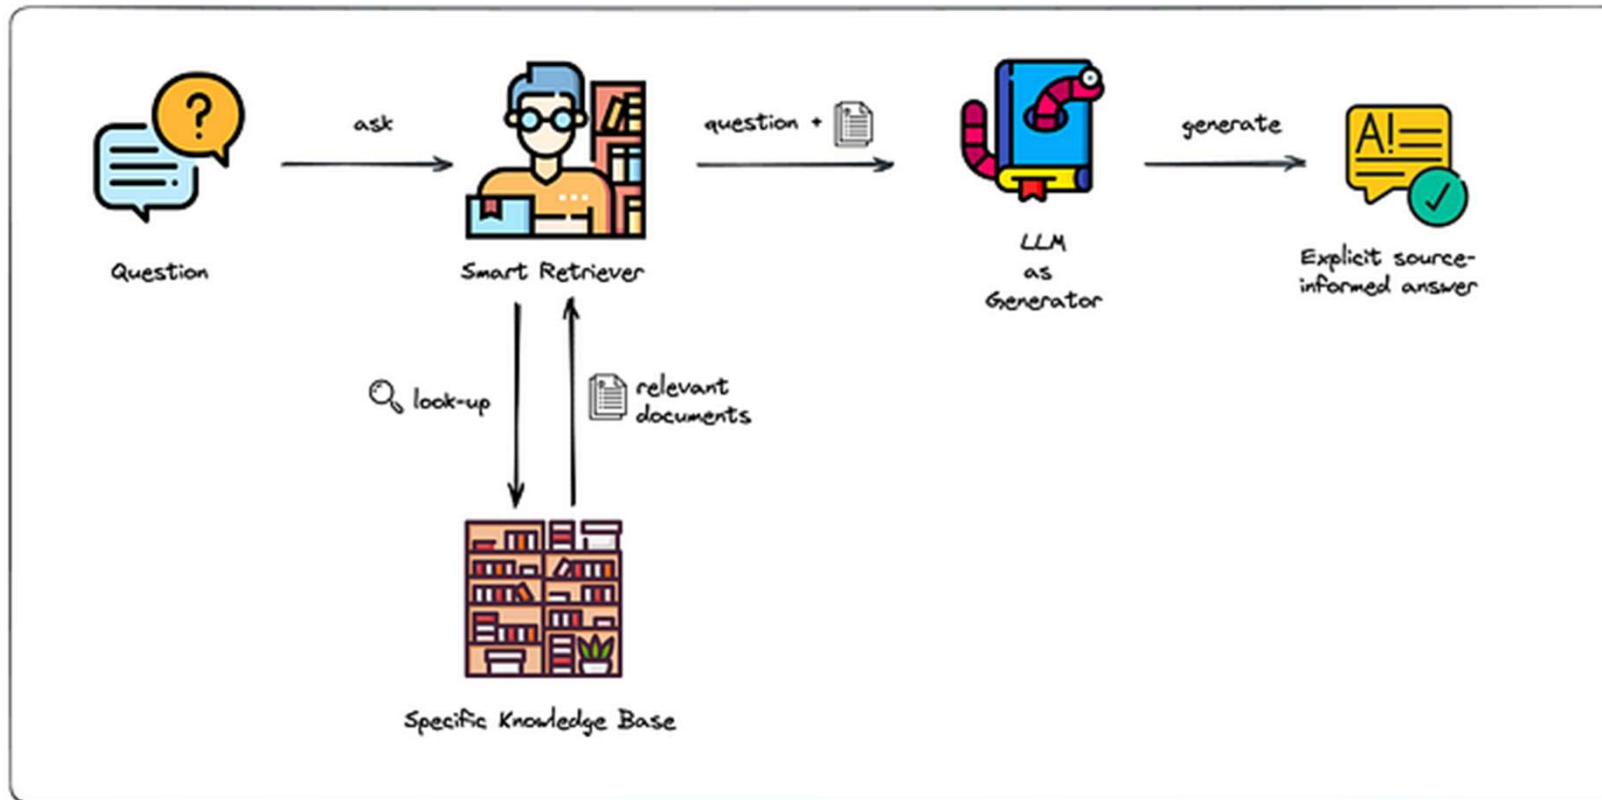 ?
ask
question +
generate
A!
Question
Smart Retriever
LLM
as
Generator
Explicit source-
informed answer
look-up
relevant
documents
Specific Knowledge Base